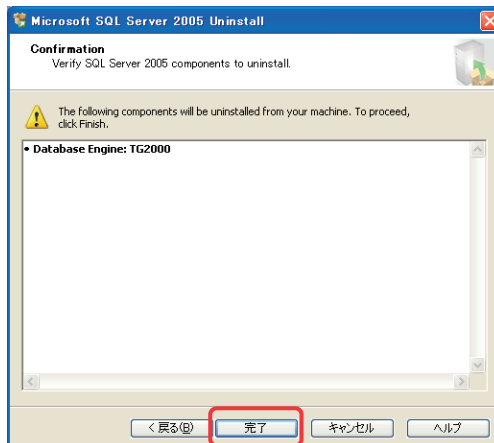 Microsoft SQL Server 2005 Uninstall
Confirmation
Verify SQL Server 2005 components to uninstall.
The following components will be uninstalled from your machine. To proceed,
click Finish.
• Database Engine: TG2000
< 戻る(B) 完了 キャンセル ヘルプ